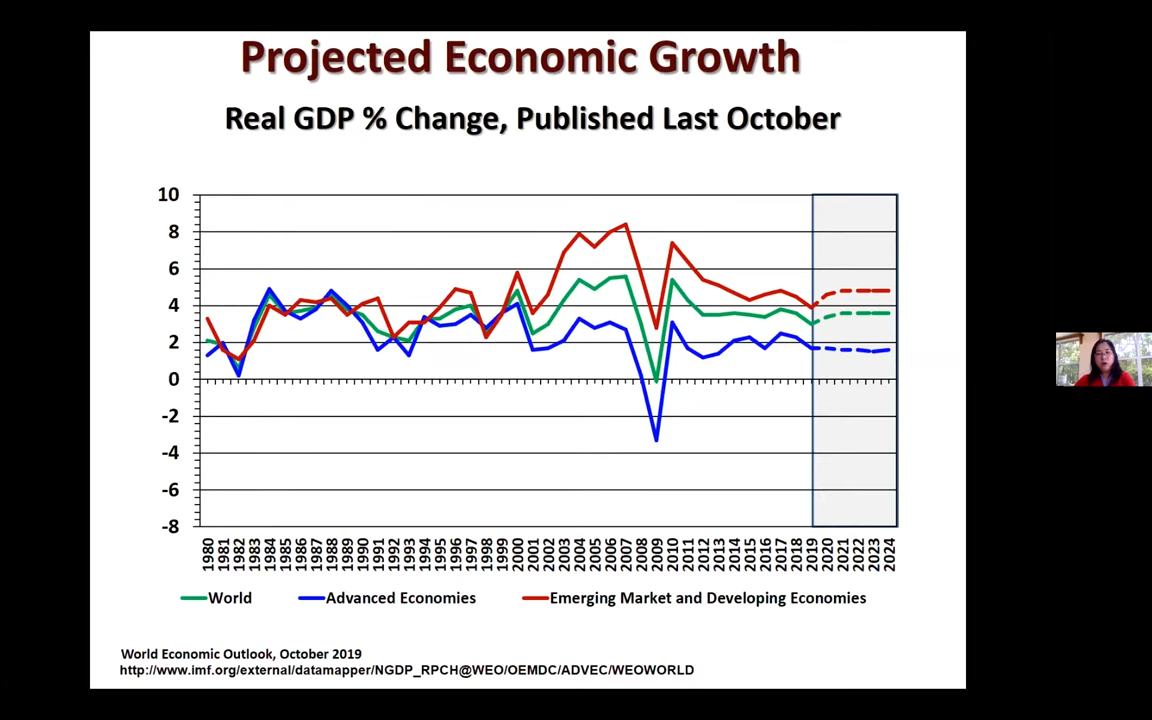 Projected Economic Growth
Real GDP % Change, Published Last October
10
8
6
4
2
0
-2
-4
-6
-8
1980 1981 1982 1983 1984 1985 1986 1987 1988 1989 1990 1991 1992 1993 1994 1995 1996 1997 1998 1999 2000 2001 2002 2003 2004 2005 2006 2007 2008 2009 2010 2011 2012 2013 2014 2015 2016 2017 2018 2019 2020 2021 2022 2023 2024
World Advanced Economies Emerging Market and Developing Economies
World Economic Outlook, October 2019
http://www.imf.org/external/datamapper/NGDP_RPCH@WEO/OEMDC/ADVEC/WEOWORLD